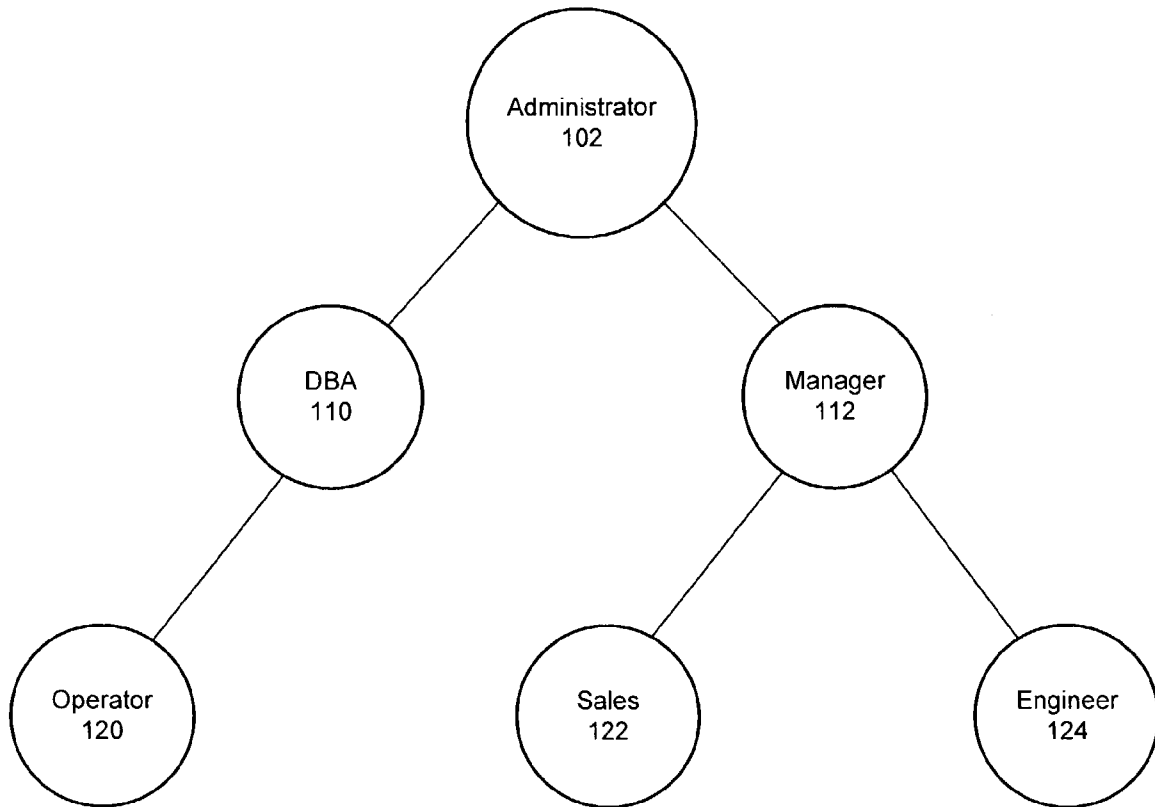 Administrator
102
DBA
110
Manager
112
Operator
120
Sales
122
Engineer
124